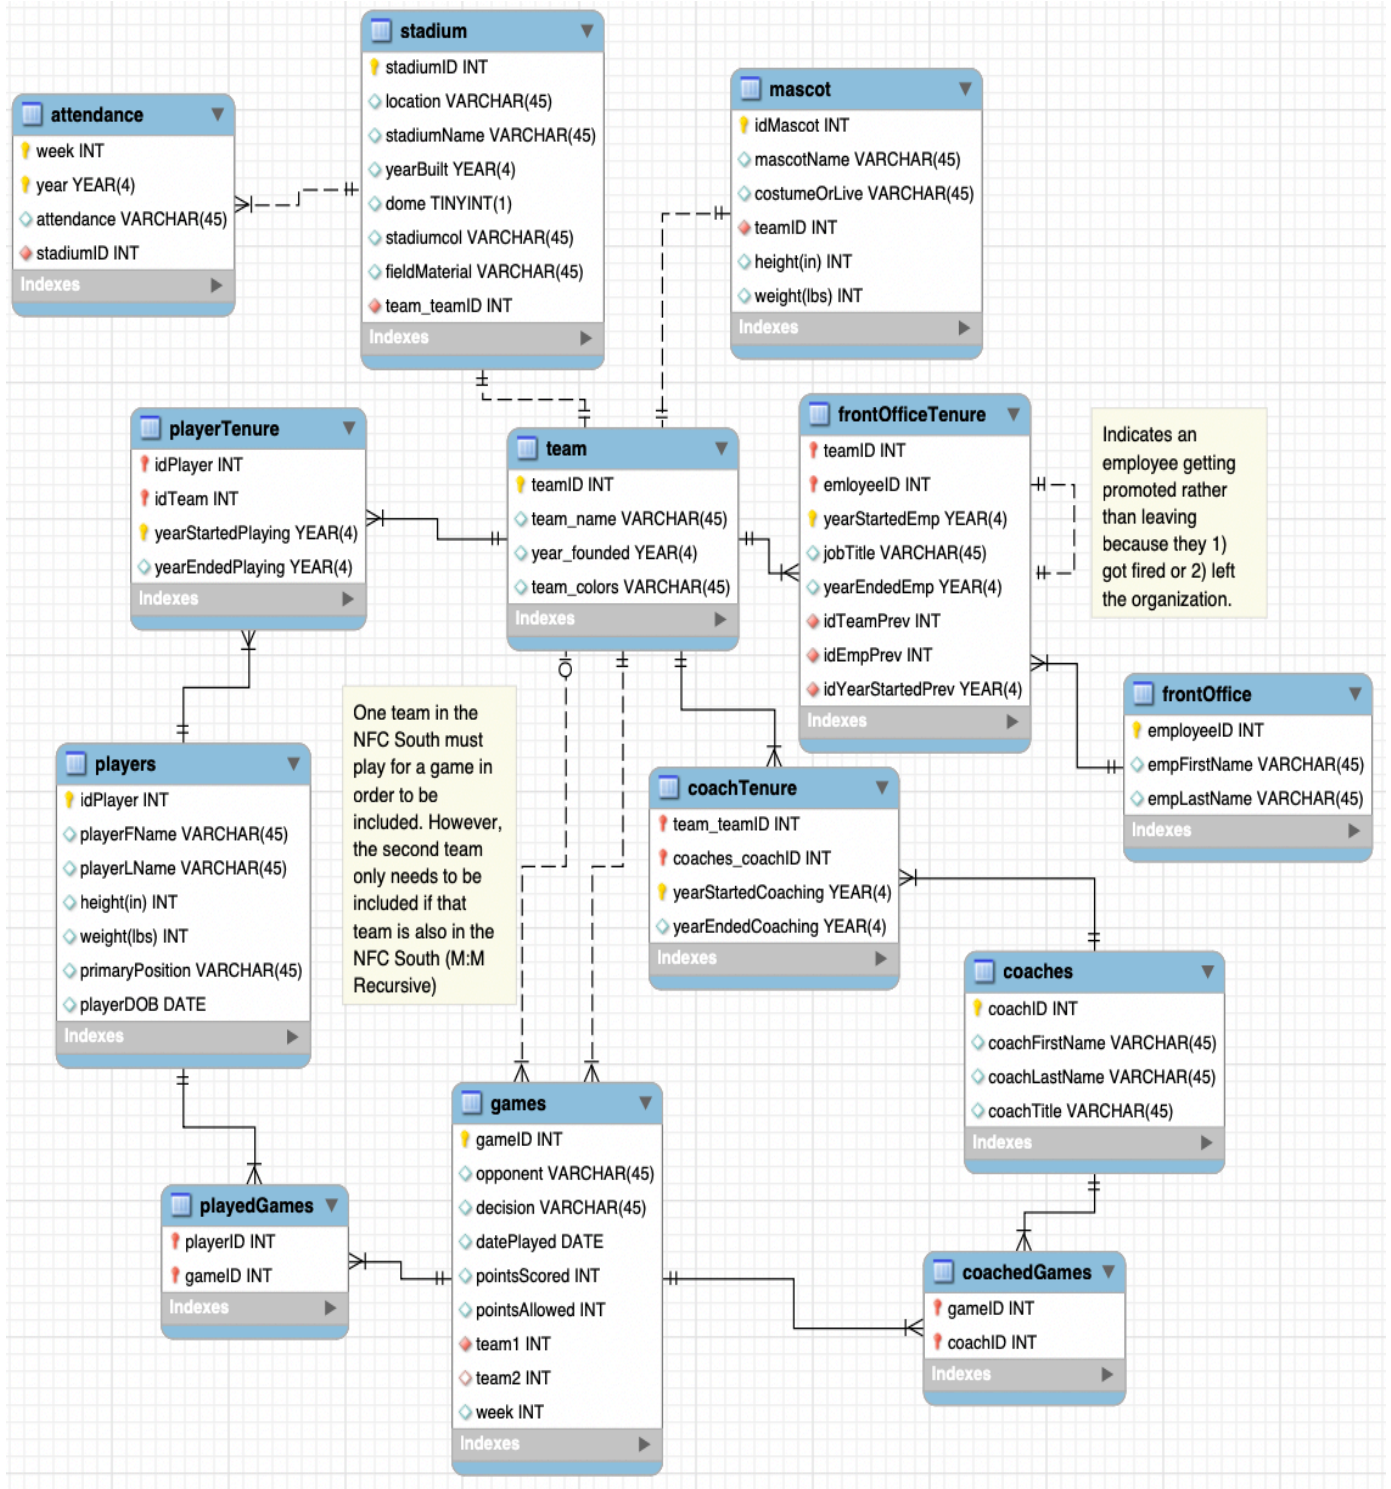 stadium
stadiumID INT
location VARCHAR(45)
stadiumName VARCHAR(45)
yearBuilt YEAR(4)
dome TINYINT(1)
stadiumcol VARCHAR(45)
fieldMaterial VARCHAR(45)
team_teamID INT
Indexes
mascot
idMascot INT
mascotName VARCHAR(45)
costumeOrLive VARCHAR(45)
teamID INT
height(in) INT
weight(lbs) INT
Indexes
attendance
week INT
year YEAR(4)
attendance VARCHAR(45)
stadiumID INT
Indexes
playerTenure
idPlayer INT
idTeam INT
yearStartedPlaying YEAR(4)
yearEndedPlaying YEAR(4)
Indexes
team
teamID INT
team_name VARCHAR(45)
year_founded YEAR(4)
team_colors VARCHAR(45)
Indexes
frontOfficeTenure
teamID INT
emloyeeID INT
yearStartedEmp YEAR(4)
jobTitle VARCHAR(45)
yearEndedEmp YEAR(4)
idTeamPrev INT
idEmpPrev INT
idYearStartedPrev YEAR(4)
Indexes
Indicates an
employee getting
promoted rather
than leaving
because they 1)
got fired or 2) left
the organization.
frontOffice
employeeID INT
empFirstName VARCHAR(45)
empLastName VARCHAR(45)
Indexes
One team in the
NFC South must
play for a game in
order to be
included. However,
the second team
only needs to be
included if that
team is also in the
NFC South (M:M
Recursive)
players
idPlayer INT
playerFName VARCHAR(45)
playerLName VARCHAR(45)
height(in) INT
weight(lbs) INT
primaryPosition VARCHAR(45)
playerDOB DATE
Indexes
coachTenure
team_teamID INT
coaches_coachID INT
yearStartedCoaching YEAR(4)
yearEndedCoaching YEAR(4)
Indexes
coaches
coachID INT
coachFirstName VARCHAR(45)
coachLastName VARCHAR(45)
coachTitle VARCHAR(45)
Indexes
games
gameID INT
opponent VARCHAR(45)
decision VARCHAR(45)
datePlayed DATE
pointsScored INT
pointsAllowed INT
team1 INT
team2 INT
week INT
Indexes
playedGames
playerID INT
gameID INT
Indexes
coachedGames
gameID INT
coachID INT
Indexes